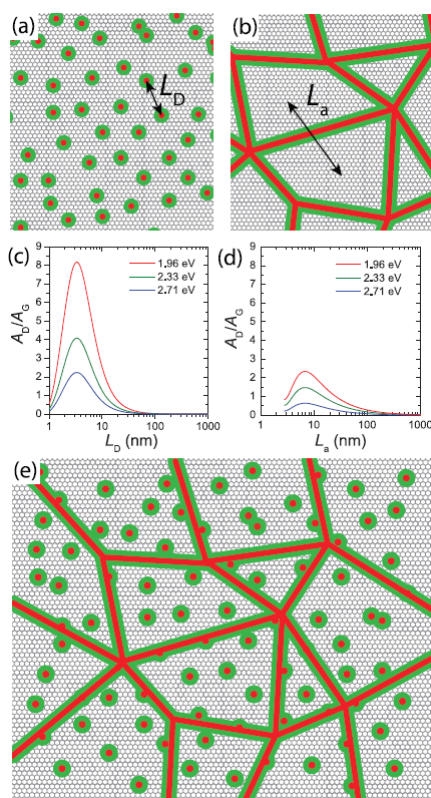 (a)
L_D
(b)
L_a
(c)
9
8
7
6
5
4
3
2
1
0
A_D/A_G
1.96 eV
2.33 eV
2.71 eV
1 10 100 1000
L_D (nm)
(d)
9
8
7
6
5
4
3
2
1
0
A_D/A_G
1.96 eV
2.33 eV
2.71 eV
1 10 100 1000
L_a (nm)
(e)